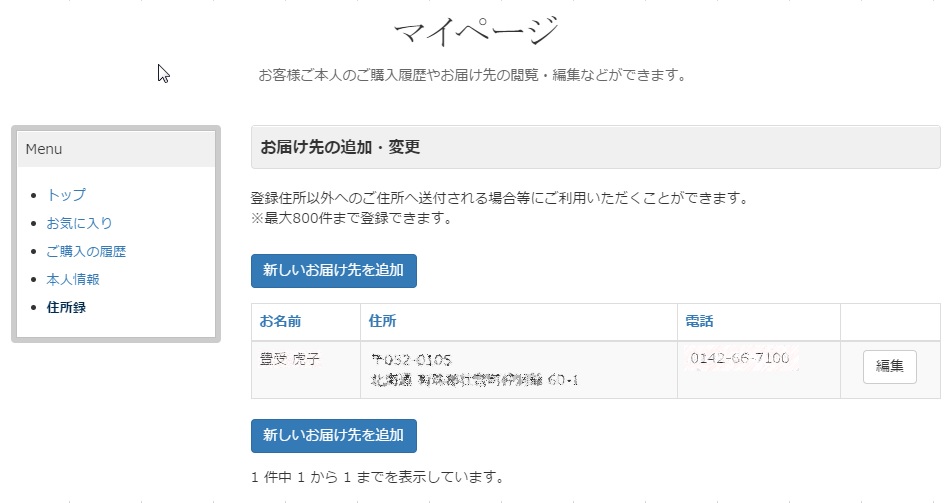 マイページ
お客様ご本人のご購入履歴やお届け先の閲覧・編集などができます。
Menu
トップ
お気に入り
ご購入の履歴
本人情報
住所録
お届け先の追加・変更
登録住所以外へのご住所へ送付される場合等にご利用いただくことができます。
※最大800件まで登録できます。
新しいお届け先を追加
お名前 住所 電話
豊受 虎子 〒052-0105 0142-66-7100 編集
北海道 60-1
新しいお届け先を追加
1 件中 1 から 1 までを表示しています。